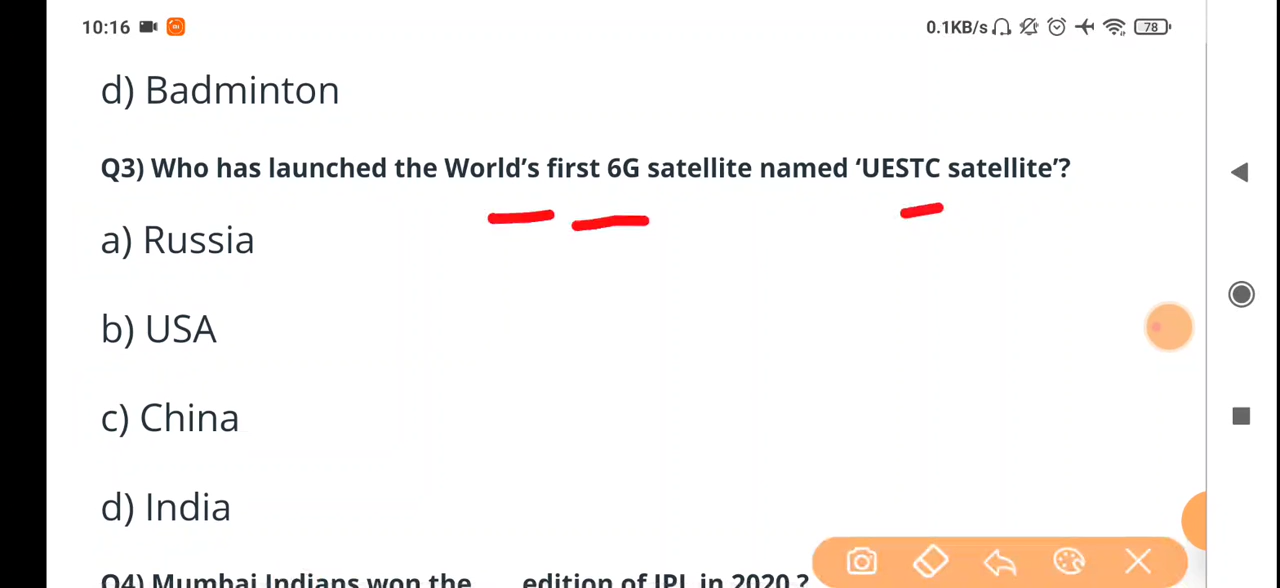 10:16
0.1KB/s
78
d) Badminton
Q3) Who has launched the World’s first 6G satellite named ‘UESTC satellite’?
a) Russia
b) USA
c) China
d) India
Q4) Mumbai Indians won the __ edition of IPL in 2020 ?